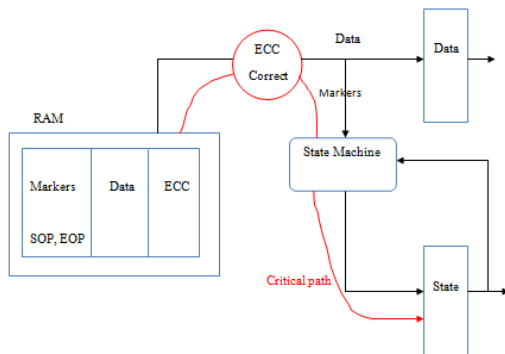 ECC
Correct
Data
Data
Markers
RAM
State Machine
Markers
Data
ECC
SOP, EOP
Critical path
State